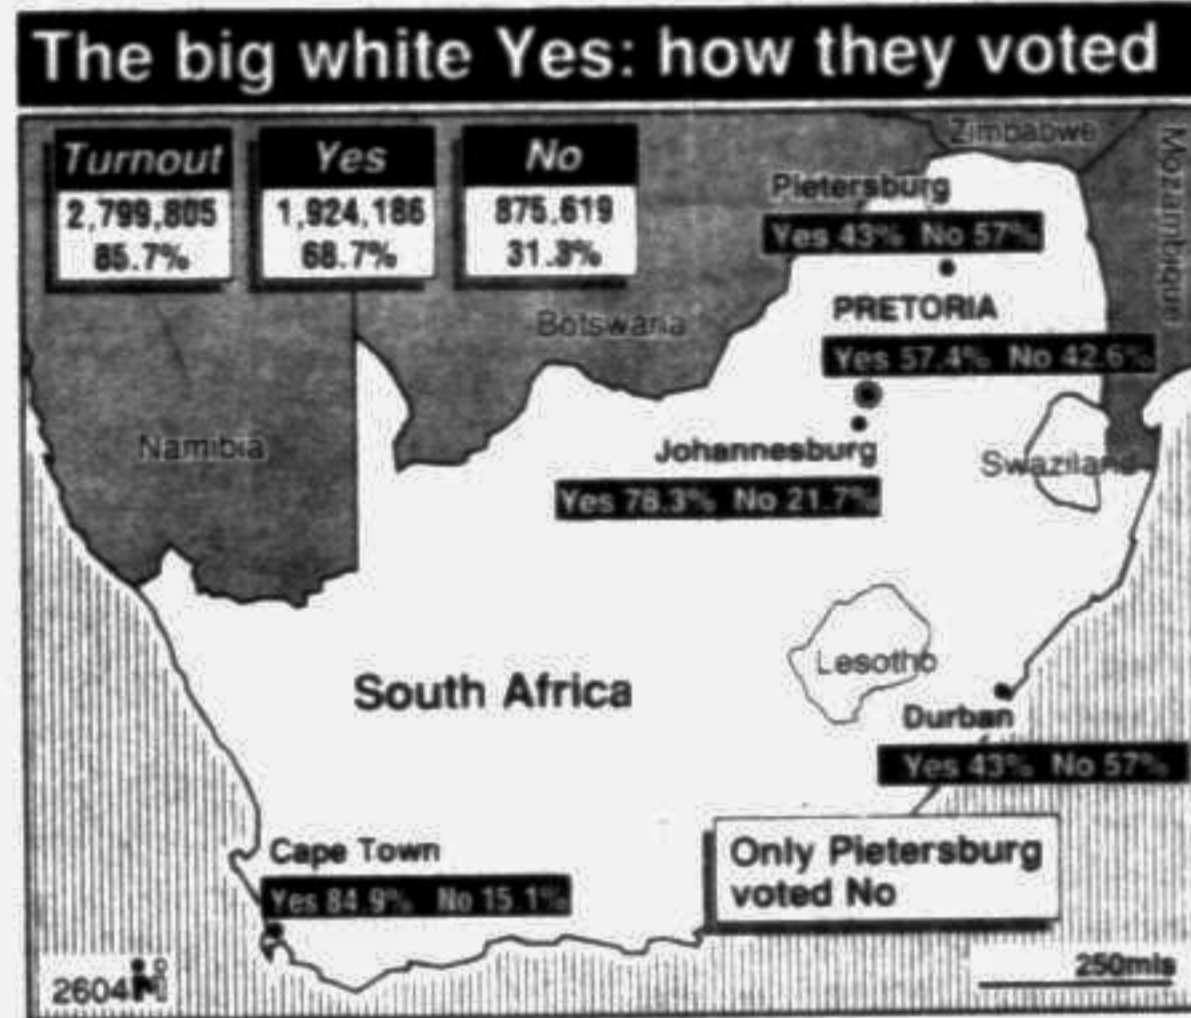 The big white Yes: how they voted
Turnout
2,799,805
85.7%
Yes
1,924,186
68.7%
No
875.619
31.3%
Zimbabwe
Mozambique
Pietersburg
Yes 43% No 57%
PRETORIA
Yes 57.4% No 42.6%
Botswana
Namibia
Johannesburg
Yes 78.3% No 21.7%
Swaziland
South Africa
Lesotho
Durban
Yes 43% No 57%
Cape Town
Yes 84.9% No 15.1%
Only Pietersburg
voted No
2604
250mls